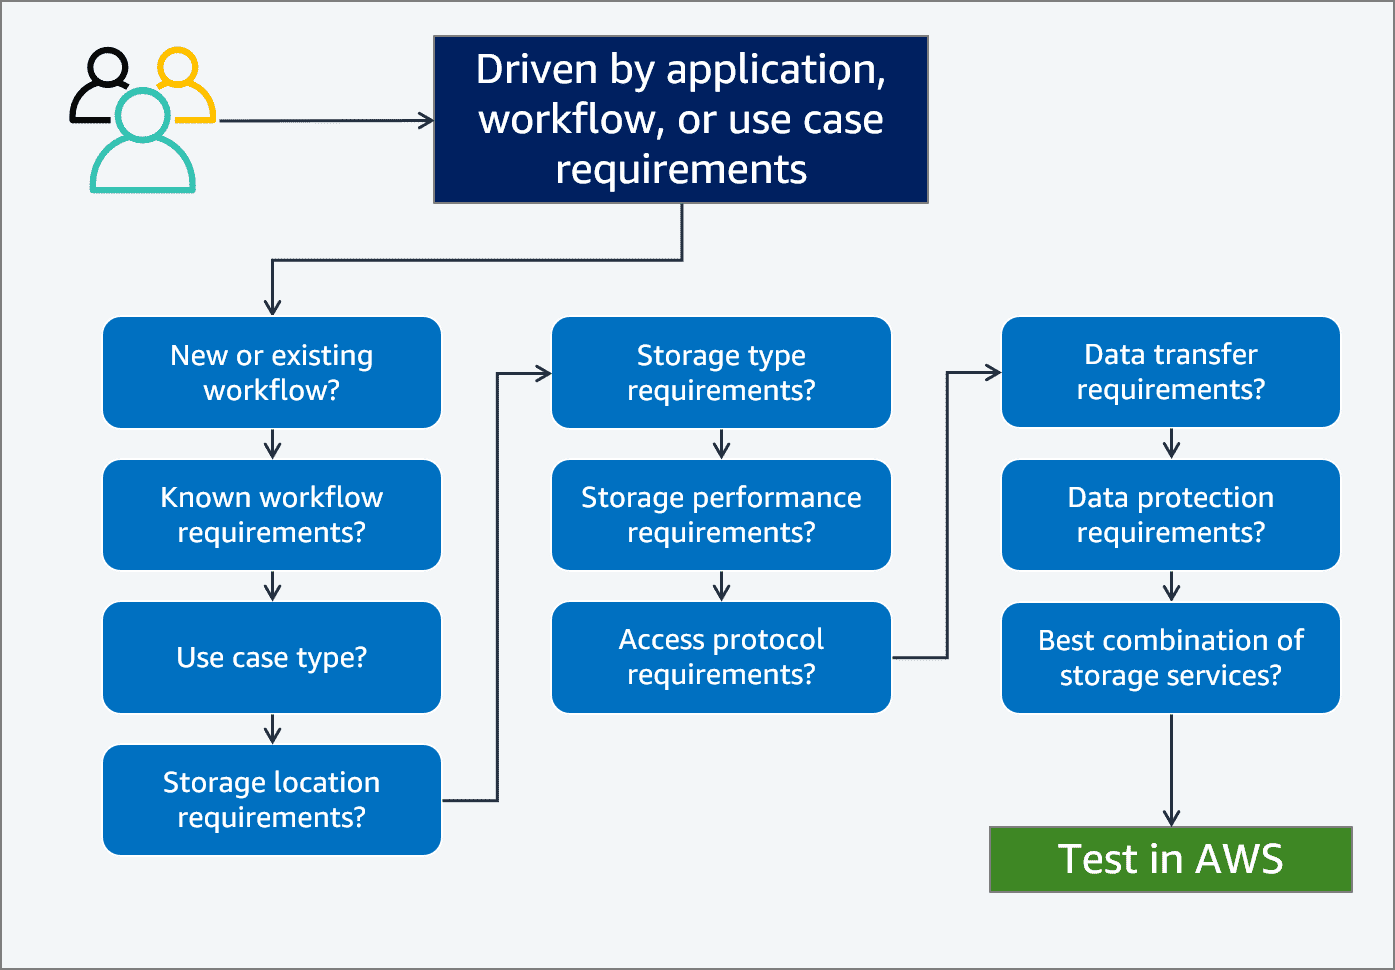 Driven by application,
workflow, or use case
requirements
New or existing
workflow?
Known workflow
requirements?
Use case type?
Storage location
requirements?
Storage type
requirements?
Storage performance
requirements?
Access protocol
requirements?
Data transfer
requirements?
Data protection
requirements?
Best combination of
storage services?
Test in AWS